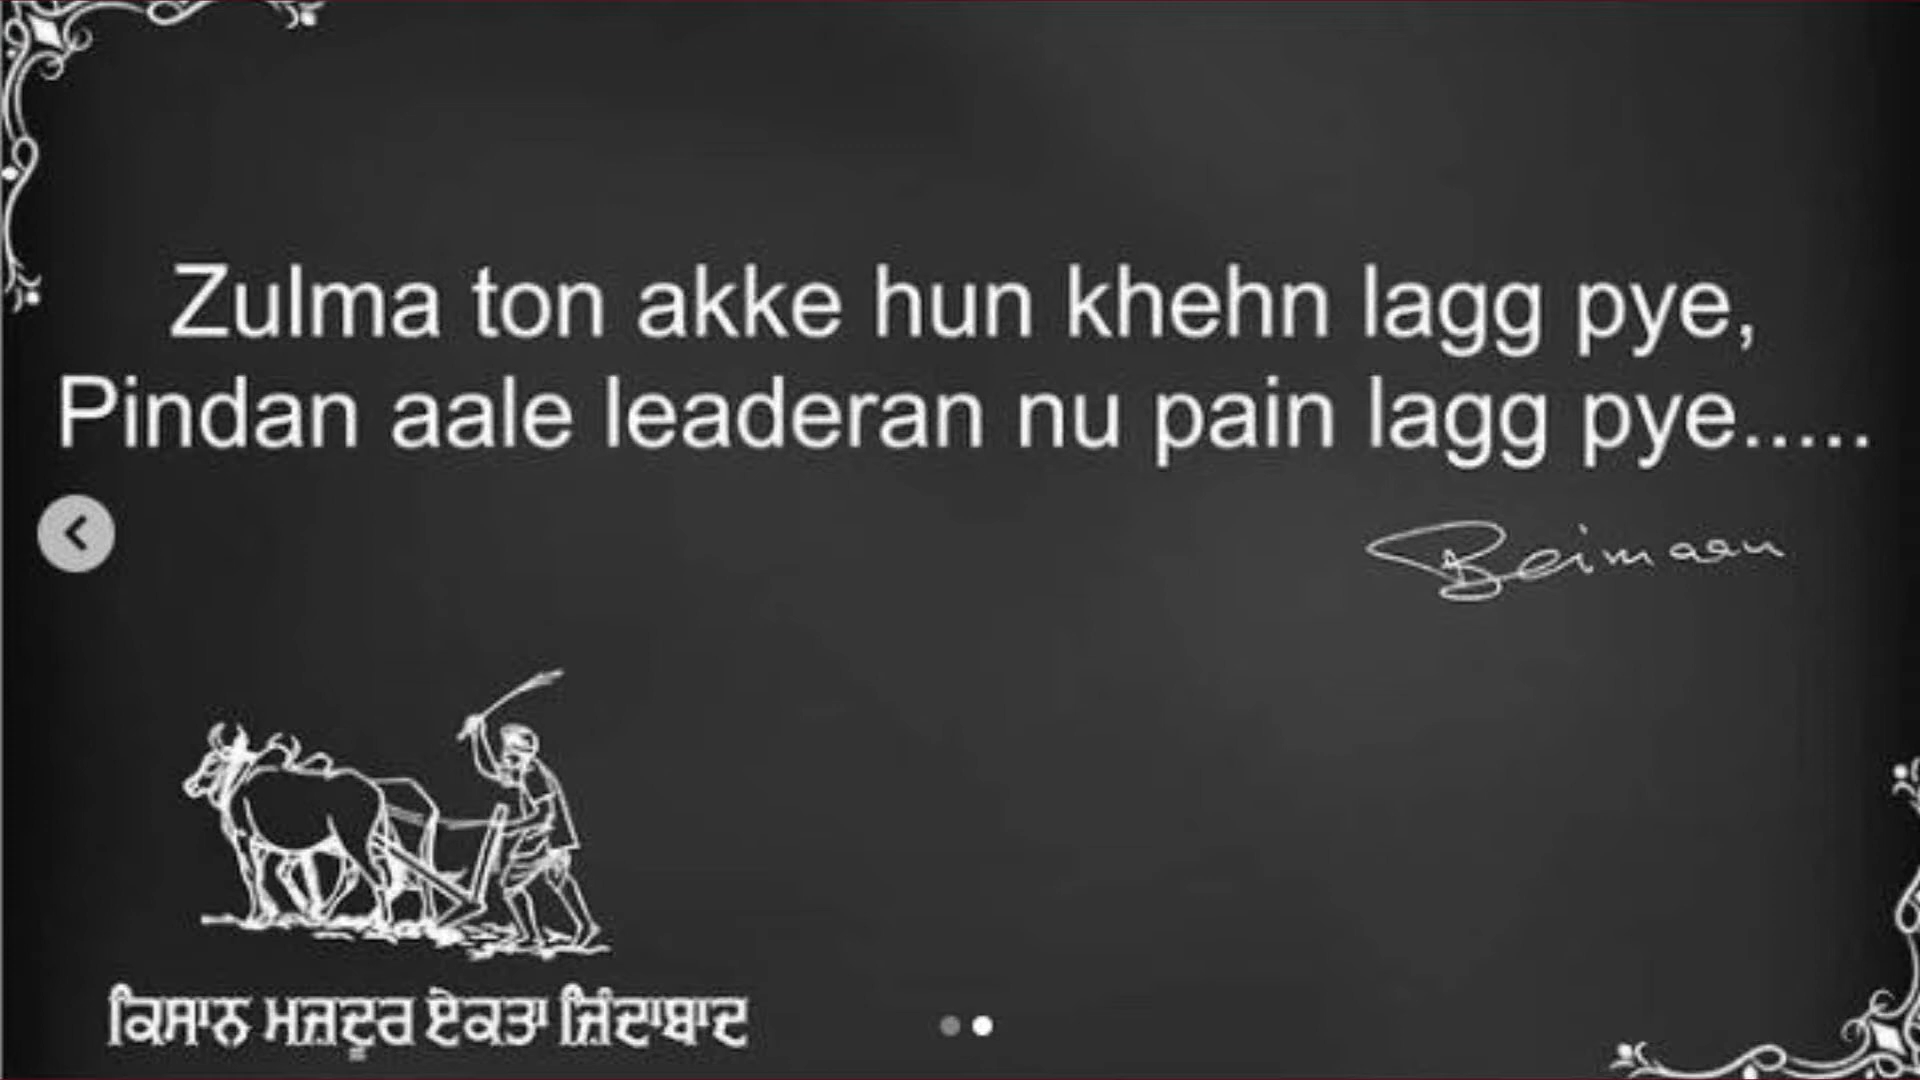 Zulma ton akke hun khehn lagg pye,
Pindan aale leaderan nu pain lagg pye.....
Beimaan
ਕਿਸਾਨ ਮਜ਼ਦੂਰ ਏਕਤਾ ਜ਼ਿੰਦਾਬਾਦ